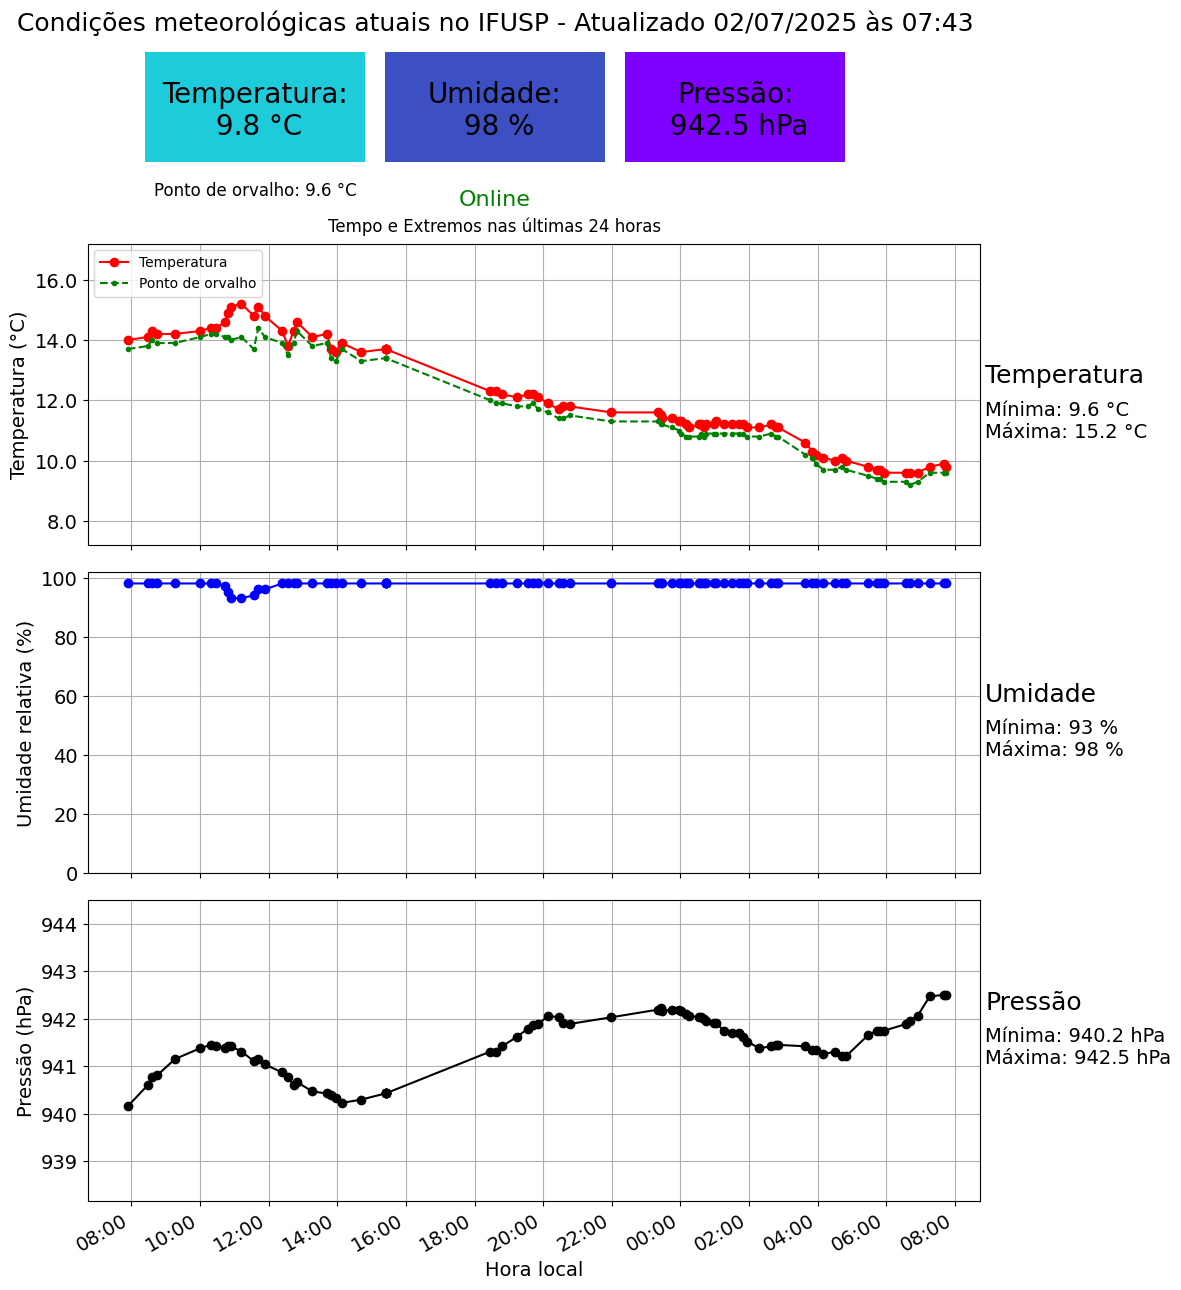 Condições meteorológicas atuais no IFUSP - Atualizado 02/07/2025 às 07:43
Temperatura:
9.8 °C
Umidade:
98 %
Pressão:
942.5 hPa
Ponto de orvalho: 9.6 °C
Online
Tempo e Extremos nas últimas 24 horas
Temperatura
Ponto de orvalho
Temperatura (°C)
16.0
14.0
12.0
10.0
8.0
Temperatura
Mínima: 9.6 °C
Máxima: 15.2 °C
Umidade relativa (%)
100
80
60
40
20
0
Umidade
Mínima: 93 %
Máxima: 98 %
Pressão (hPa)
944
943
942
941
940
939
Pressão
Mínima: 940.2 hPa
Máxima: 942.5 hPa
08:00 10:00 12:00 14:00 16:00 18:00 20:00 22:00 00:00 02:00 04:00 06:00 08:00
Hora local